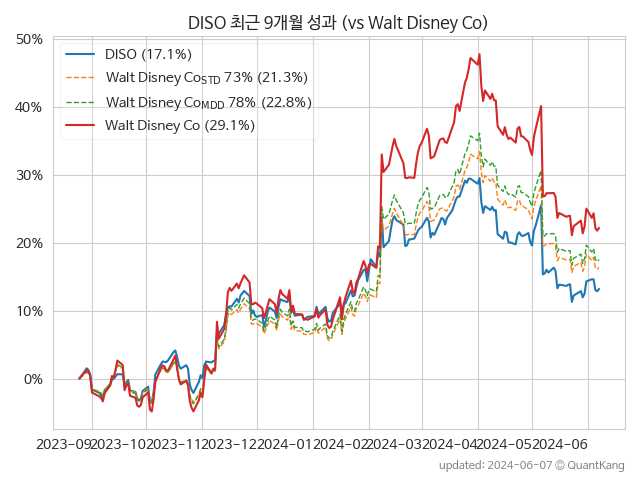 DISO 최근 9개월 성과 (vs Walt Disney Co)
50%
40%
30%
20%
10%
0%
DISO (17.1%)
Walt Disney CoSTD 73% (21.3%)
Walt Disney CoMDD 78% (22.8%)
Walt Disney Co (29.1%)
2023-09 2023-10 2023-11 2023-12 2024-01 2024-02 2024-03 2024-04 2024-05 2024-06
updated: 2024-06-07 © QuantKang